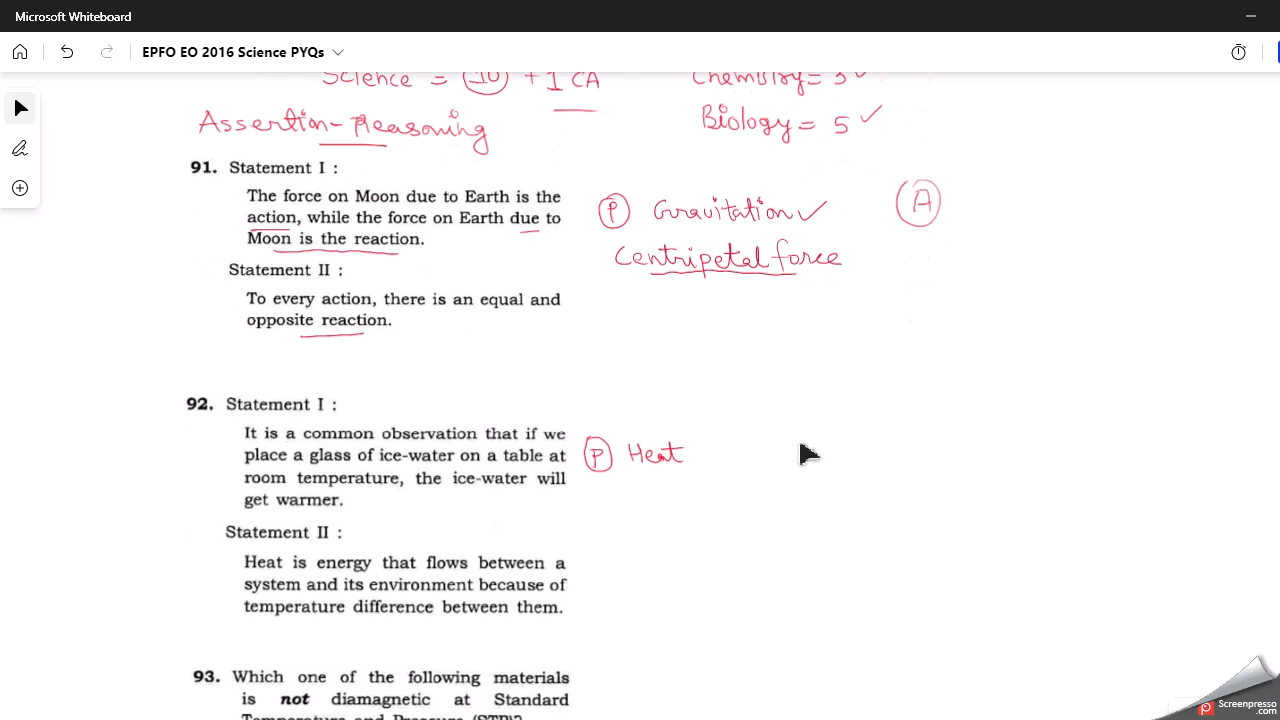 Microsoft Whiteboard
EPFO EO 2016 Science PYQs
Science = 10 + 1 CA
Chemistry = 3 ✓
Assertion-Reasoning
Biology = 5 ✓
91. Statement I :
The force on Moon due to Earth is the
action, while the force on Earth due to
Moon is the reaction.
P Gravitation ✓
A
Centripetal force
Statement II :
To every action, there is an equal and
opposite reaction.
92. Statement I :
It is a common observation that if we
place a glass of ice-water on a table at
room temperature, the ice-water will
get warmer.
P Heat
Statement II :
Heat is energy that flows between a
system and its environment because of
temperature difference between them.
93. Which one of the following materials
is not diamagnetic at Standard
Temperature and Pressure (STP)?
Screenpresso
.com